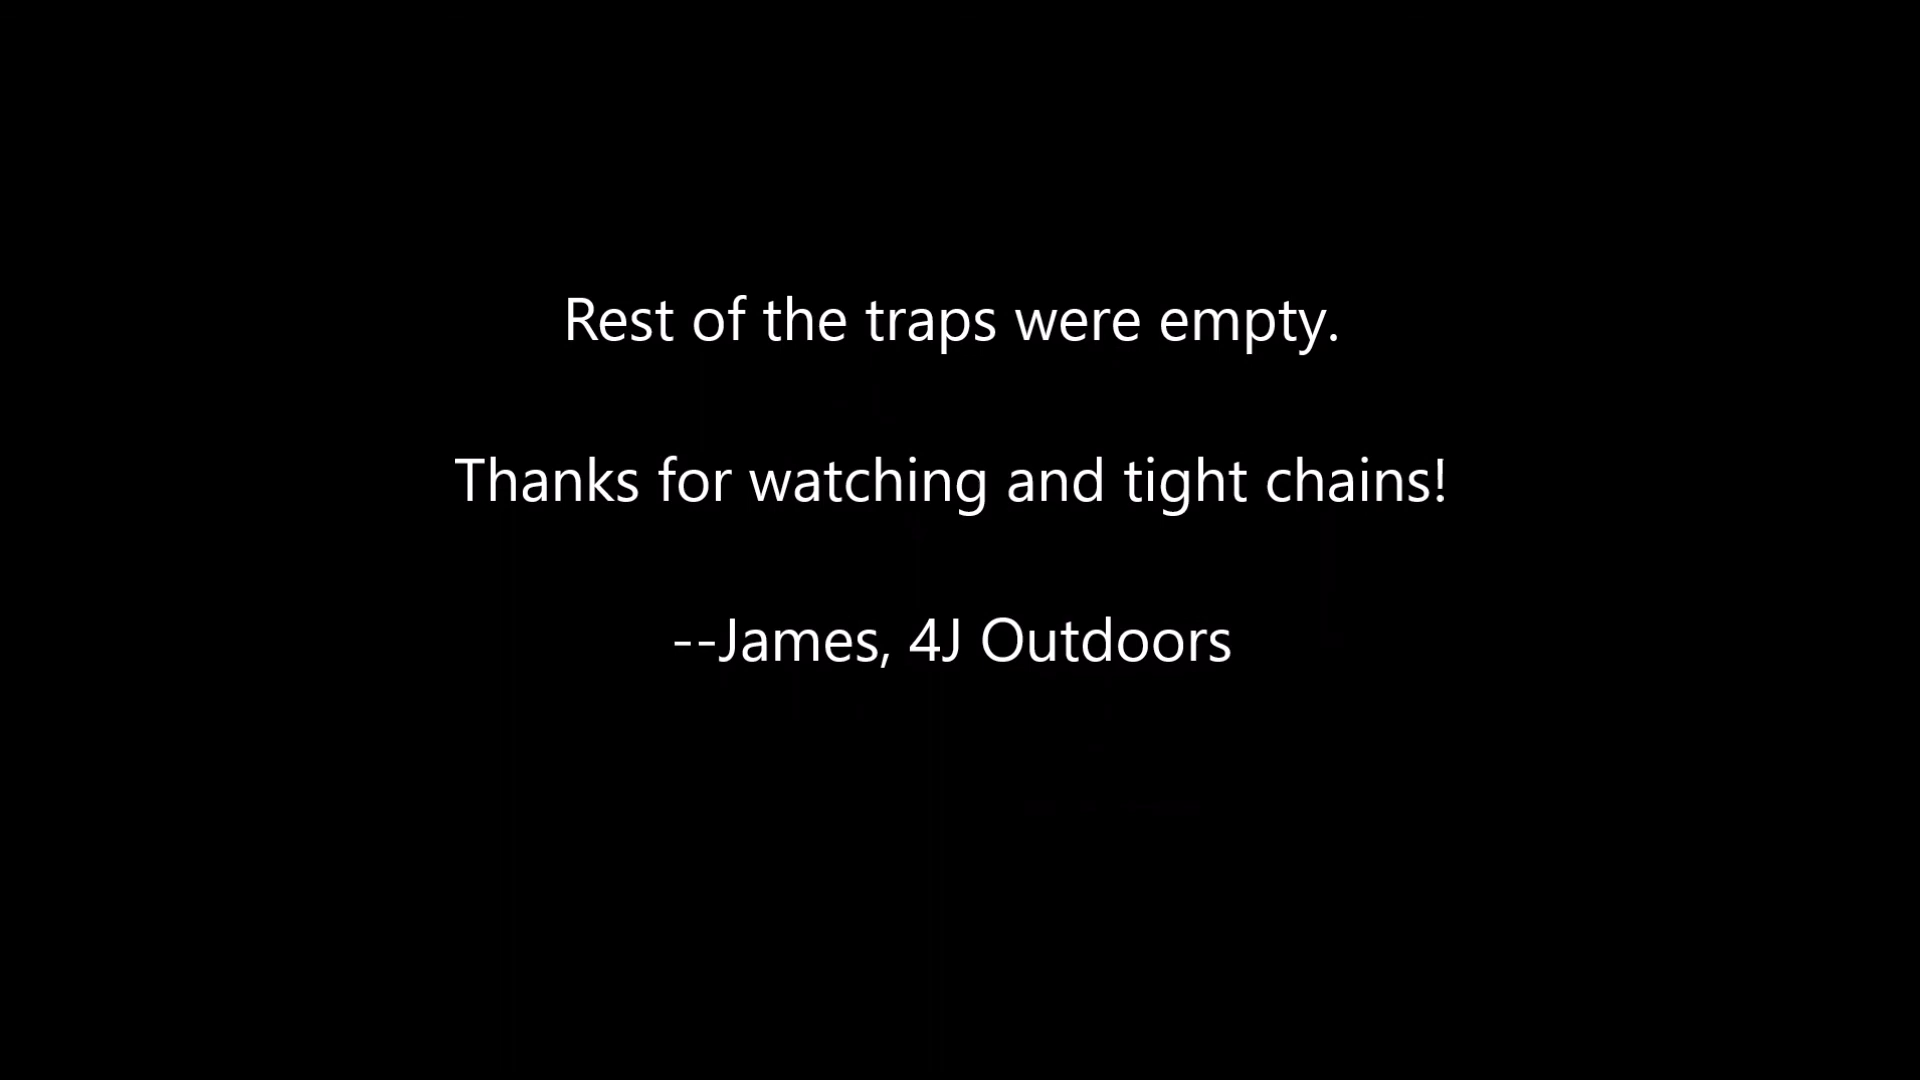 Rest of the traps were empty.
Thanks for watching and tight chains!
--James, 4J Outdoors